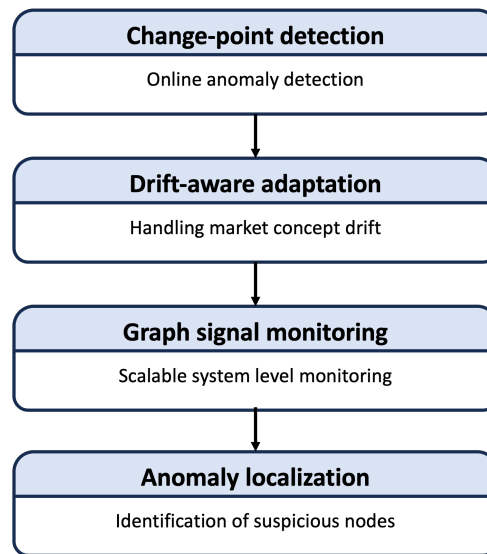 Change-point detection
Online anomaly detection
Drift-aware adaptation
Handling market concept drift
Graph signal monitoring
Scalable system level monitoring
Anomaly localization
Identification of suspicious nodes